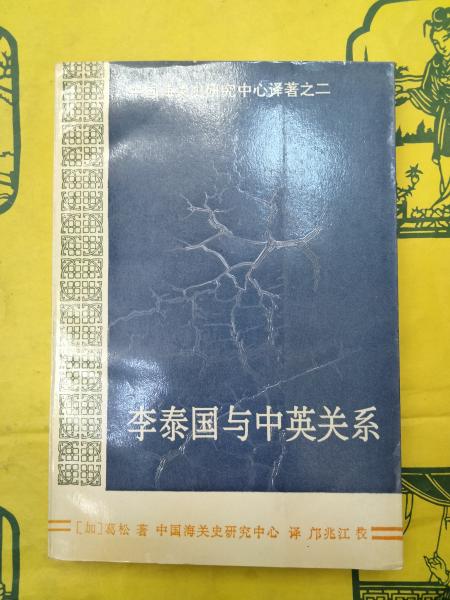 中国海关史研究中心译著之二
李泰国与中英关系
[加]葛松 著 中国海关史研究中心 译 邝兆江 校